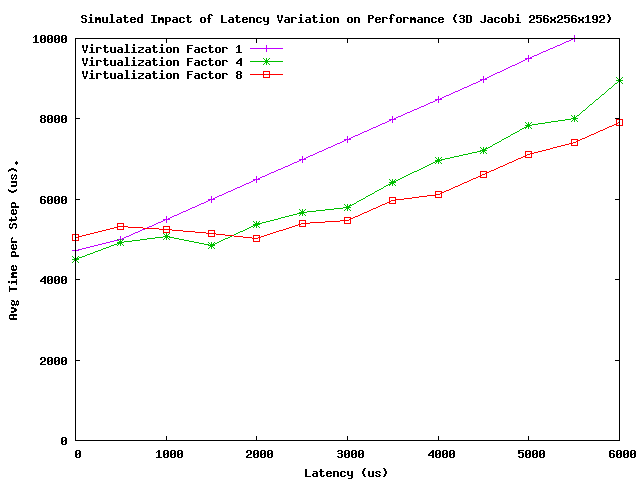 Simulated Impact of Latency Variation on Performance (3D Jacobi 256x256x192)
Virtualization Factor 1
Virtualization Factor 4
Virtualization Factor 8
10000
8000
6000
4000
2000
0
Avg Time per Step (us).
0 1000 2000 3000 4000 5000 6000
Latency (us)